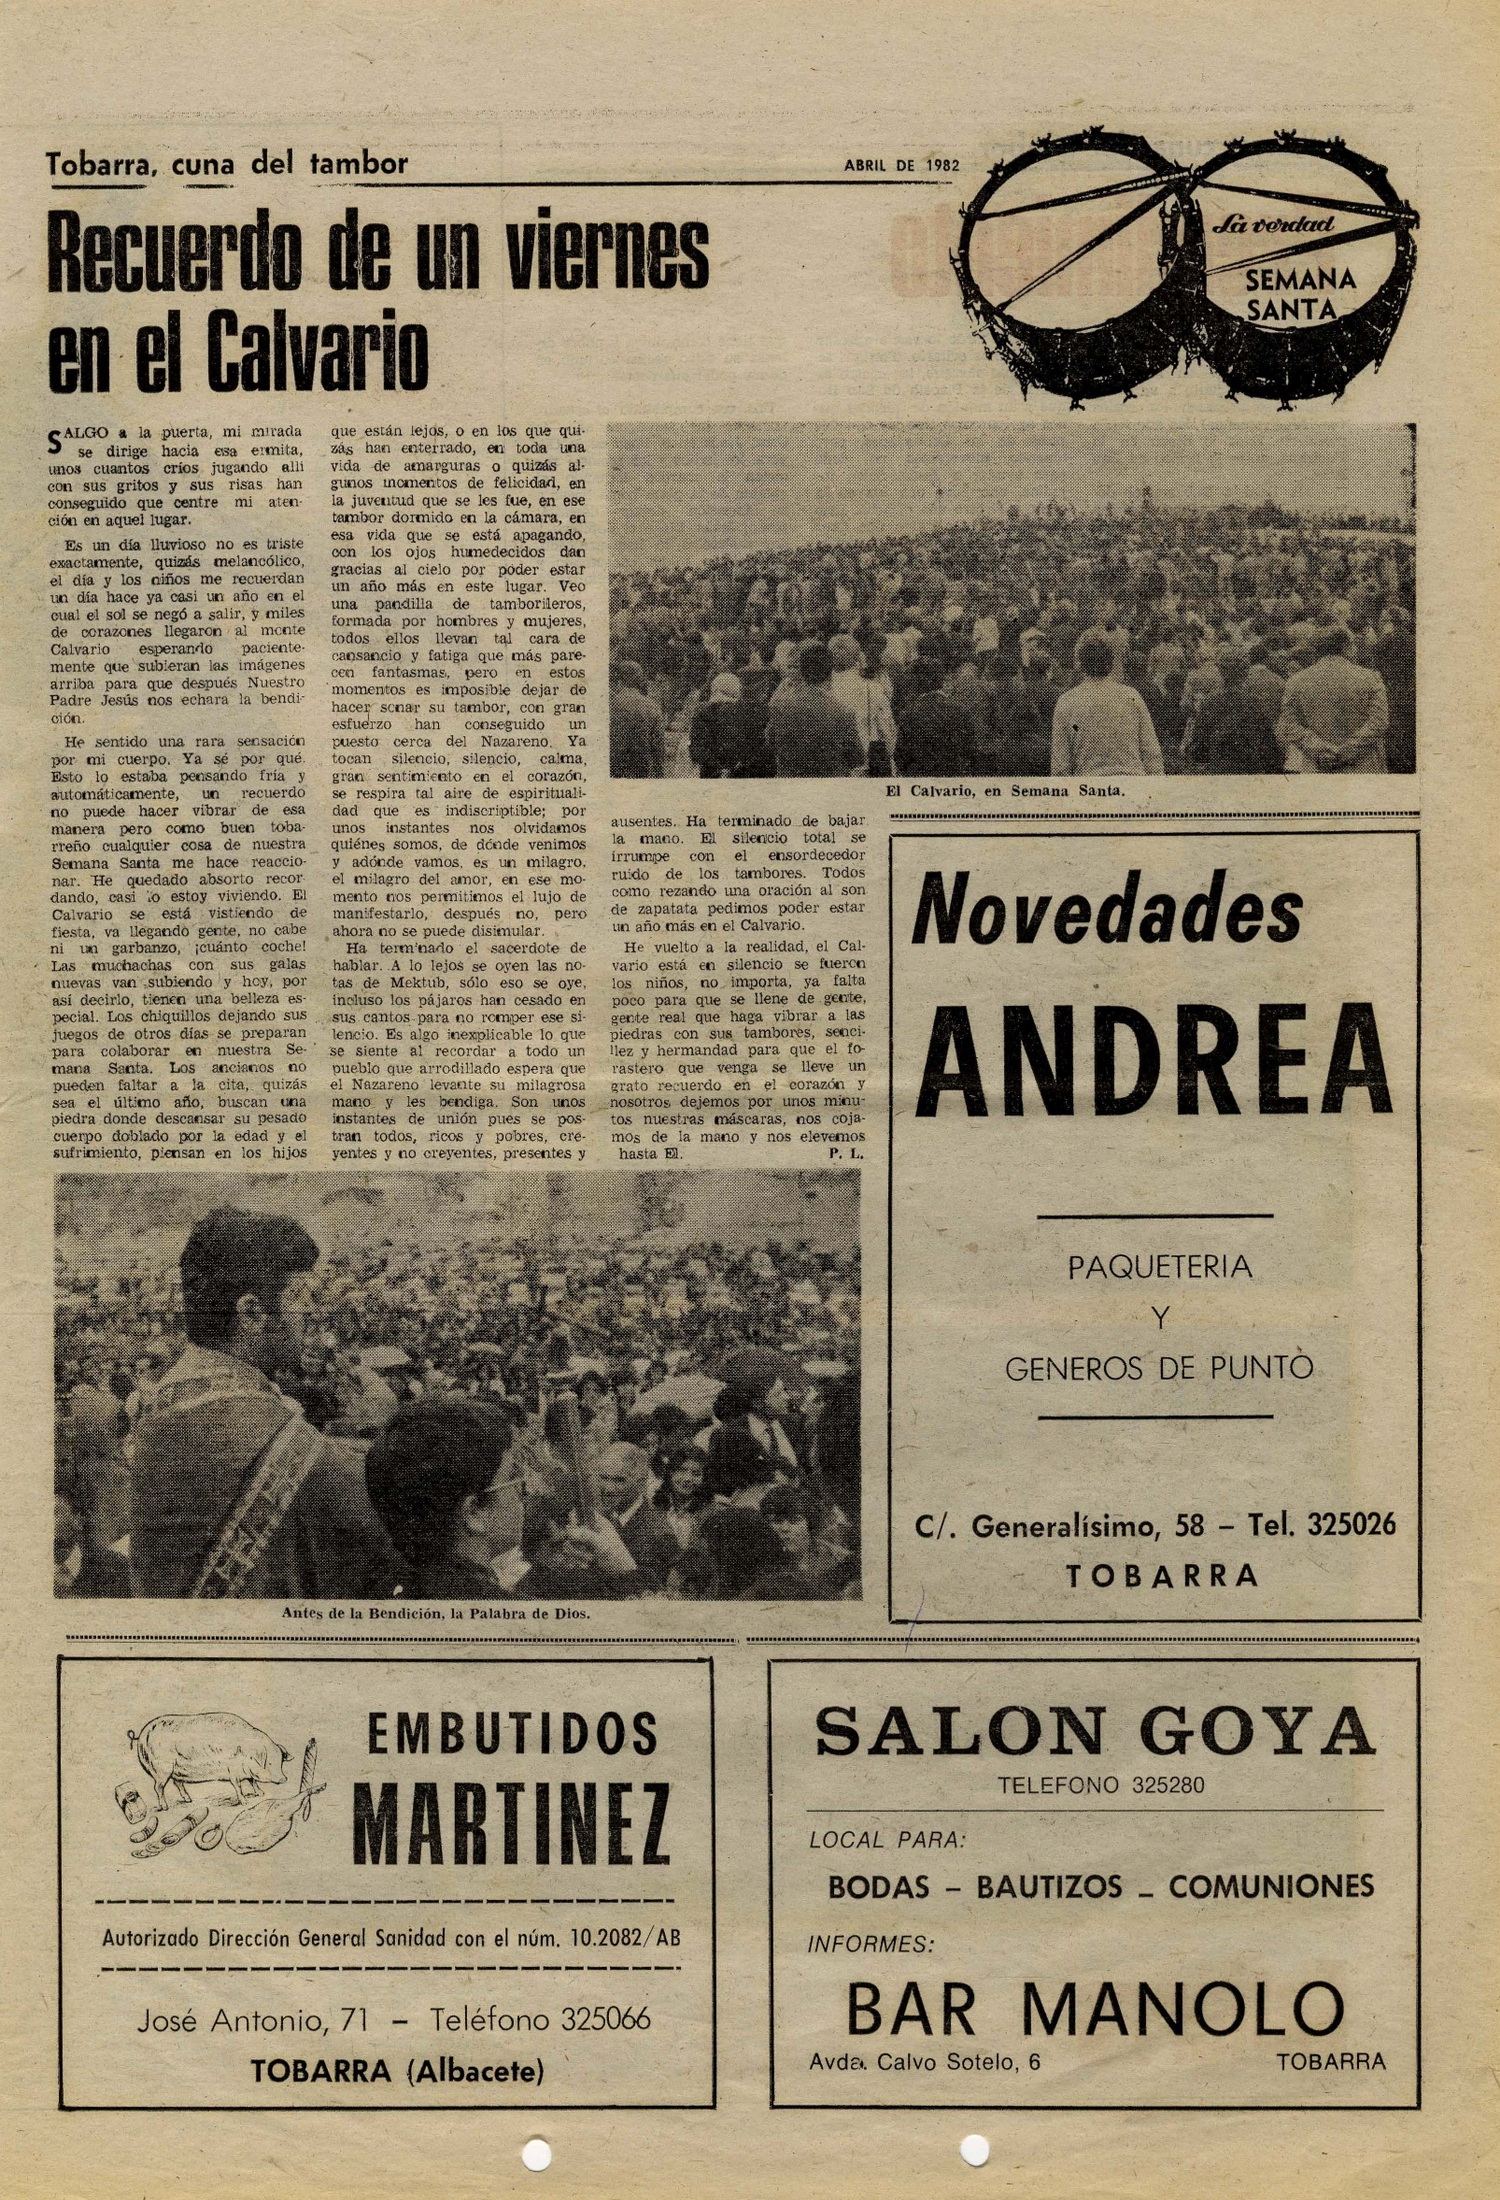 Tobarra, cuna del tambor
ABRIL DE 1982
La verdad
SEMANA
SANTA
Recuerdo de un viernes
en el Calvario
SALGO a la puerta, mi mirada
se dirige hacia esa ermita,
unos cuantos críos jugando allí
con sus gritos y sus risas han
conseguido que centre mi aten-
ción en aquel lugar.
Es un día lluvioso no es triste
exactamente, quizás melancólico,
el día y los niños me recuerdan
un día hace ya casi un año en el
cual el sol se negó a salir, y miles
de corazones llegaron al monte
Calvario esperando paciente-
mente que subieran las imágenes
arriba para que después Nuestro
Padre Jesús nos echara la bendi-
ción.
He sentido una rara sensación
por mi cuerpo. Ya sé por qué.
Esto lo estaba pensando fría y
automáticamente, un recuerdo
no puede hacer vibrar de esa
manera pero como buen toba-
rreño cualquier cosa de nuestra
Semana Santa me hace reaccio-
nar. He quedado absorto recor-
dando, casi lo estoy viviendo. El
Calvario se está vistiendo de
fiesta, va llegando gente, no cabe
ni un garbanzo, ¡cuánto coche!
Las muchachas con sus galas
nuevas van subiendo y hoy, por
así decirlo, tienen una belleza es-
pecial. Los chiquillos dejando sus
juegos de otros días se preparan
para colaborar en nuestra Se-
mana Santa. Los ancianos no
pueden faltar a la cita, quizás
sea el último año, buscan una
piedra donde descansar su pesado
cuerpo doblado por la edad y el
sufrimiento, piensan en los hijos
que están lejos, o en los que qui-
zás han enterrado, en toda una
vida de amarguras o quizás al-
gunos momentos de felicidad, en
la juventud que se les fue, en ese
tambor dormido en la cámara, en
esa vida que se está apagando,
con los ojos humedecidos dan
gracias al cielo por poder estar
un año más en este lugar. Veo
una pandilla de tamborileros,
formada por hombres y mujeres,
todos ellos llevan tal cara de
cansancio y fatiga que más pare-
cen fantasmas, pero en estos
momentos es imposible dejar de
hacer sonar su tambor, con gran
esfuerzo han conseguido un
puesto cerca del Nazareno. Ya
tocan silencio, silencio, calma,
gran sentimiento en el corazón,
se respira tal aire de espirituali-
dad que es indiscriptible; por
unos instantes nos olvidamos
quiénes somos, de dónde venimos
y adónde vamos, es un milagro,
el milagro del amor, en ese mo-
mento nos permitimos el lujo de
manifestarlo, después no, pero
ahora no se puede disimular.
Ha terminado el sacerdote de
hablar. A lo lejos se oyen las no-
tas de Mektub, sólo eso se oye,
incluso los pájaros han cesado en
sus cantos para no romper ese si-
lencio. Es algo inexplicable lo que
se siente al recordar a todo un
pueblo que arrodillado espera que
el Nazareno levante su milagrosa
mano y les bendiga. Son unos
instantes de unión pues se pos-
tran todos, ricos y pobres, cre-
yentes y no creyentes, presentes y
El Calvario, en Semana Santa.
ausentes. Ha terminado de bajar
la mano. El silencio total se
irrumpe con el ensordecedor
ruido de los tambores. Todos
como rezando una oración al son
de zapatata pedimos poder estar
un año más en el Calvario.
He vuelto a la realidad, el Cal-
vario está en silencio se fueron
los niños, no importa, ya falta
poco para que se llene de gente,
gente real que haga vibrar a las
piedras con sus tambores, senci-
llez y hermandad para que el fo-
rastero que venga se lleve un
grato recuerdo en el corazón y
nosotros dejemos por unos minu-
tos nuestras máscaras, nos coja-
mos de la mano y nos elevemos
hasta El. P. L.
Antes de la Bendición, la Palabra de Dios.
Novedades
ANDREA
PAQUETERIA
Y
GENEROS DE PUNTO
C/. Generalísimo, 58 – Tel. 325026
TOBARRA
EMBUTIDOS
MARTINEZ
Autorizado Dirección General Sanidad con el núm. 10.2082/AB
José Antonio, 71 – Teléfono 325066
TOBARRA (Albacete)
SALON GOYA
TELEFONO 325280
LOCAL PARA:
BODAS – BAUTIZOS – COMUNIONES
INFORMES:
BAR MANOLO
Avda. Calvo Sotelo, 6 TOBARRA